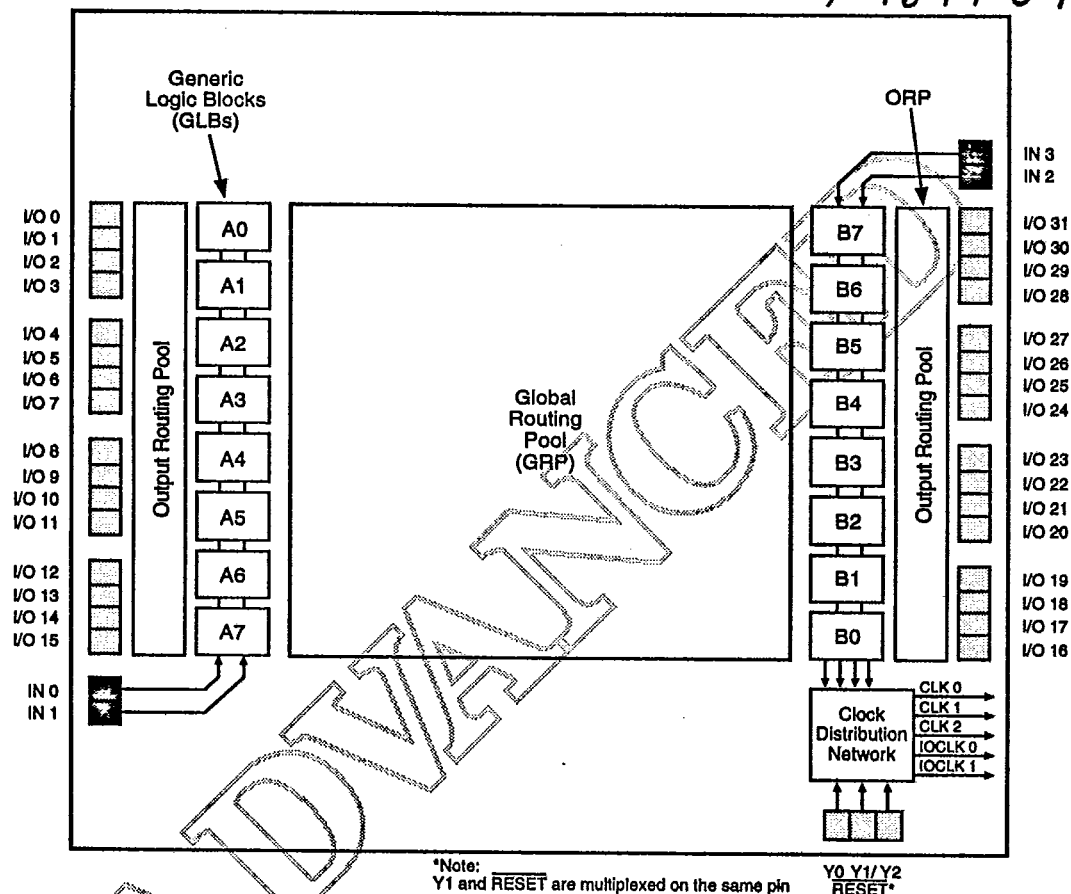 Generic
Logic Blocks
(GLBs)
ORP
IN 3
IN 2
I/O 0
I/O 1
I/O 2
I/O 3
I/O 4
I/O 5
I/O 6
I/O 7
I/O 8
I/O 9
I/O 10
I/O 11
I/O 12
I/O 13
I/O 14
I/O 15
IN 0
IN 1
Output Routing Pool
A0
A1
A2
A3
A4
A5
A6
A7
Global
Routing
Pool
(GRP)
B7
B6
B5
B4
B3
B2
B1
B0
Output Routing Pool
I/O 31
I/O 30
I/O 29
I/O 28
I/O 27
I/O 26
I/O 25
I/O 24
I/O 23
I/O 22
I/O 21
I/O 20
I/O 19
I/O 18
I/O 17
I/O 16
Clock
Distribution
Network
CLK 0
CLK 1
CLK 2
IOCLK 0
IOCLK 1
Y0 Y1/ Y2
RESET*
*Note:
Y1 and RESET are multiplexed on the same pin
ADVANCED